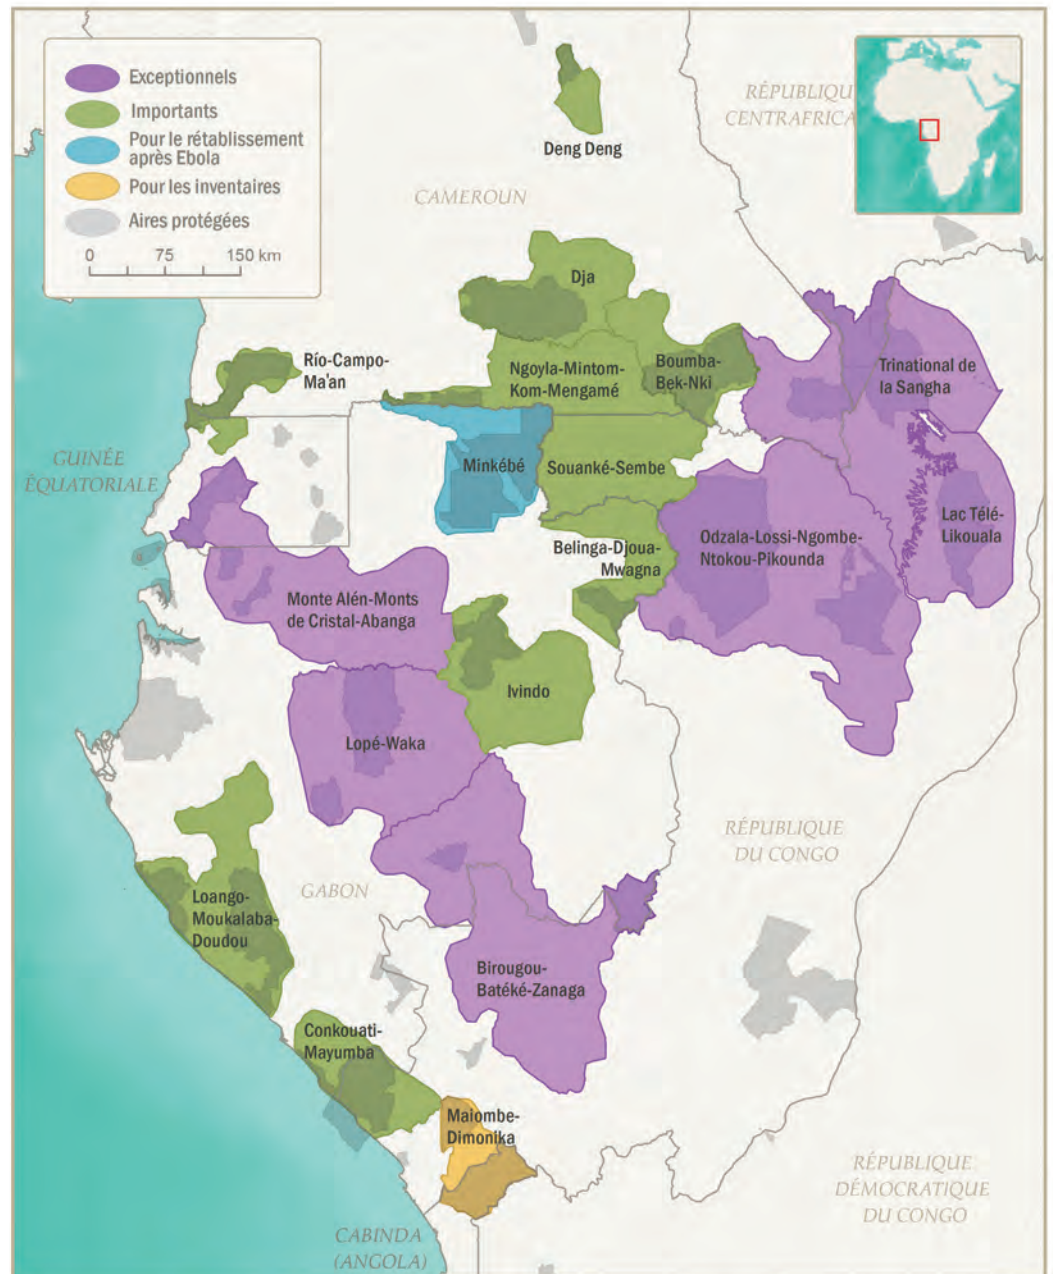 Exceptionnels
Importants
Pour le rétablissement
après Ebola
Pour les inventaires
Aires protégées
0 75 150 km
RÉPUBLIQU
CENTRAFRICA
Deng Deng
CAMEROUN
Dja
Río-Campo-
Ma'an
Ngoyla-Mintom-
Kom-Mengamé
Boumba-
Bek-Nki
Trinational de
la Sangha
GUINÉE
ÉQUATORIALE
Minkébé
Souanké-Sembe
Lac Télé-
Likouala
Odzala-Lossi-Ngombe-
Ntokou-Pikounda
Belinga-Djoua-
Mwagna
Monte Alén-Monts
de Cristal-Abanga
Ivindo
Lopé-Waka
RÉPUBLIQUE
DU CONGO
GABON
Loango-
Moukalaba-
Doudou
Birougou-
Batéké-Zanaga
Conkouati-
Mayumba
Maiombe-
Dimonika
RÉPUBLIQUE
DÉMOCRATIQUE
DU CONGO
CABINDA
(ANGOLA)